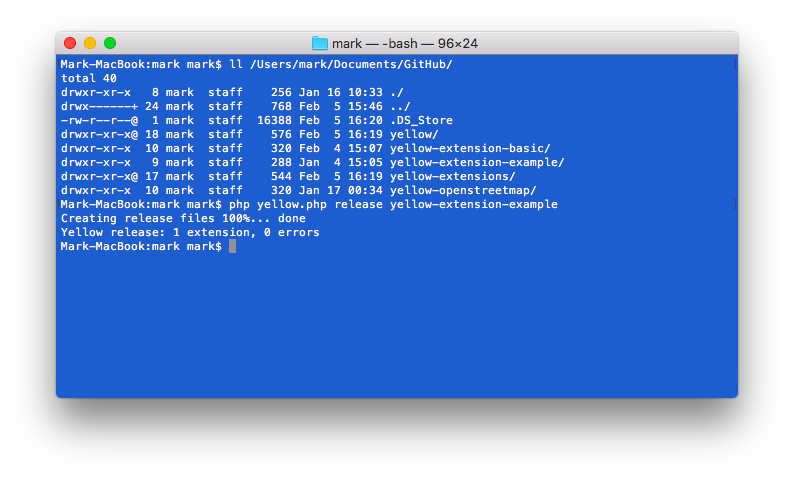 mark — -bash — 96×24
Mark-MacBook:mark mark$ ll /Users/mark/Documents/GitHub/
total 40
drwxr-xr-x   8 mark  staff    256 Jan 16 10:33 ./
drwx------+ 24 mark  staff    768 Feb  5 15:46 ../
-rw-r--r--@  1 mark  staff  16388 Feb  5 16:20 .DS_Store
drwxr-xr-x@ 18 mark  staff    576 Feb  5 16:19 yellow/
drwxr-xr-x  10 mark  staff    320 Feb  4 15:07 yellow-extension-basic/
drwxr-xr-x   9 mark  staff    288 Jan  4 15:05 yellow-extension-example/
drwxr-xr-x@ 17 mark  staff    544 Feb  5 16:19 yellow-extensions/
drwxr-xr-x  10 mark  staff    320 Jan 17 00:34 yellow-openstreetmap/
Mark-MacBook:mark mark$ php yellow.php release yellow-extension-example
Creating release files 100%... done
Yellow release: 1 extension, 0 errors
Mark-MacBook:mark mark$